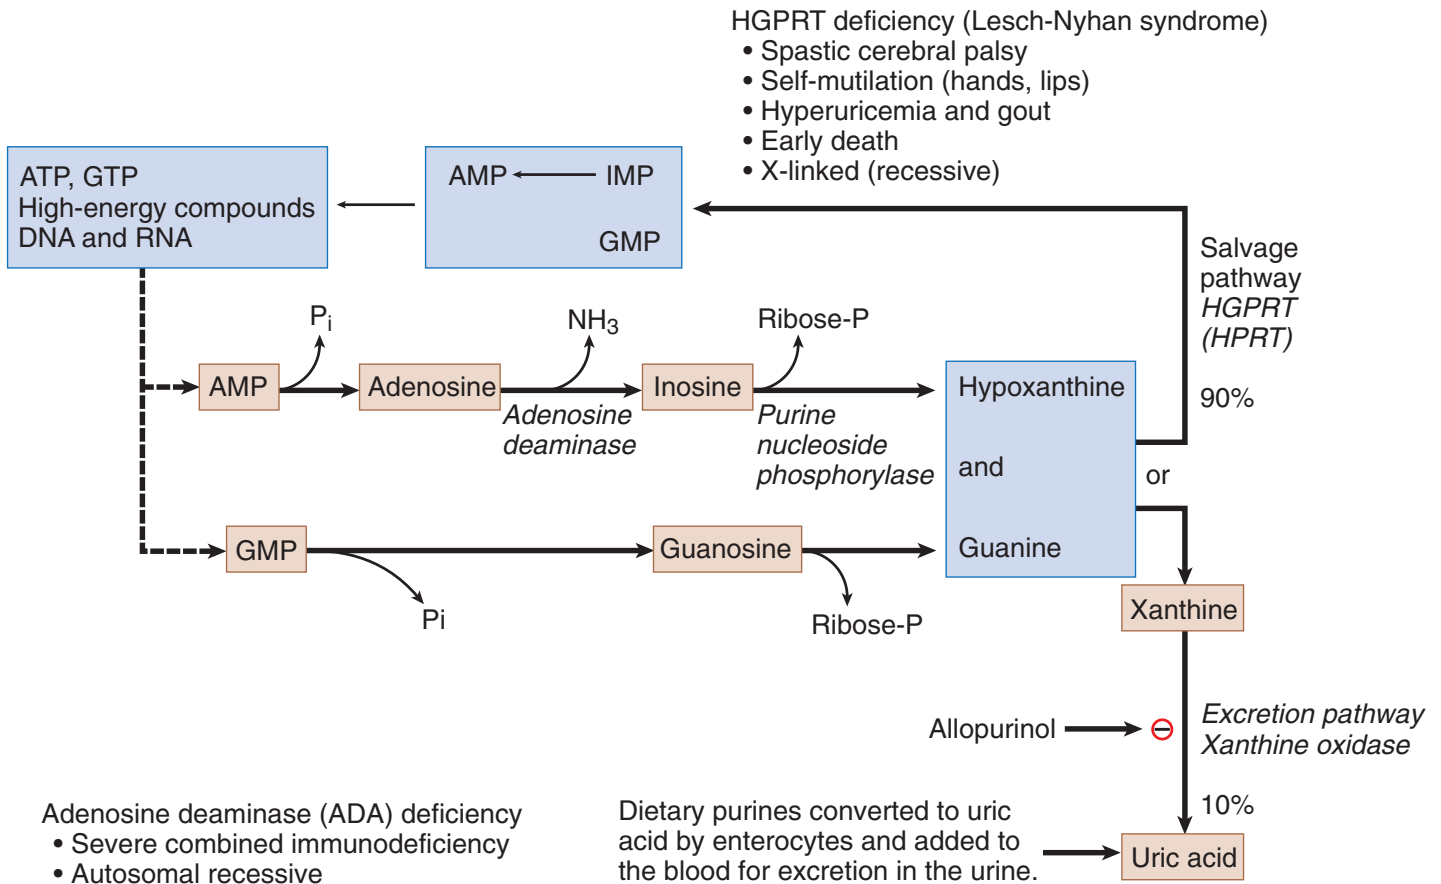 HGPRT deficiency (Lesch-Nyhan syndrome)
• Spastic cerebral palsy
• Self-mutilation (hands, lips)
• Hyperuricemia and gout
• Early death
• X-linked (recessive)
ATP, GTP
High-energy compounds
DNA and RNA
AMP
IMP
GMP
Salvage
pathway
HGPRT
(HPRT)
90%
Pi
NH3
Ribose-P
AMP
Adenosine
Inosine
Adenosine
deaminase
Purine
nucleoside
phosphorylase
Hypoxanthine
and
Guanine
or
GMP
Guanosine
Pi
Ribose-P
Xanthine
Allopurinol
−
Excretion pathway
Xanthine oxidase
10%
Adenosine deaminase (ADA) deficiency
• Severe combined immunodeficiency
• Autosomal recessive
Dietary purines converted to uric
acid by enterocytes and added to
the blood for excretion in the urine.
Uric acid